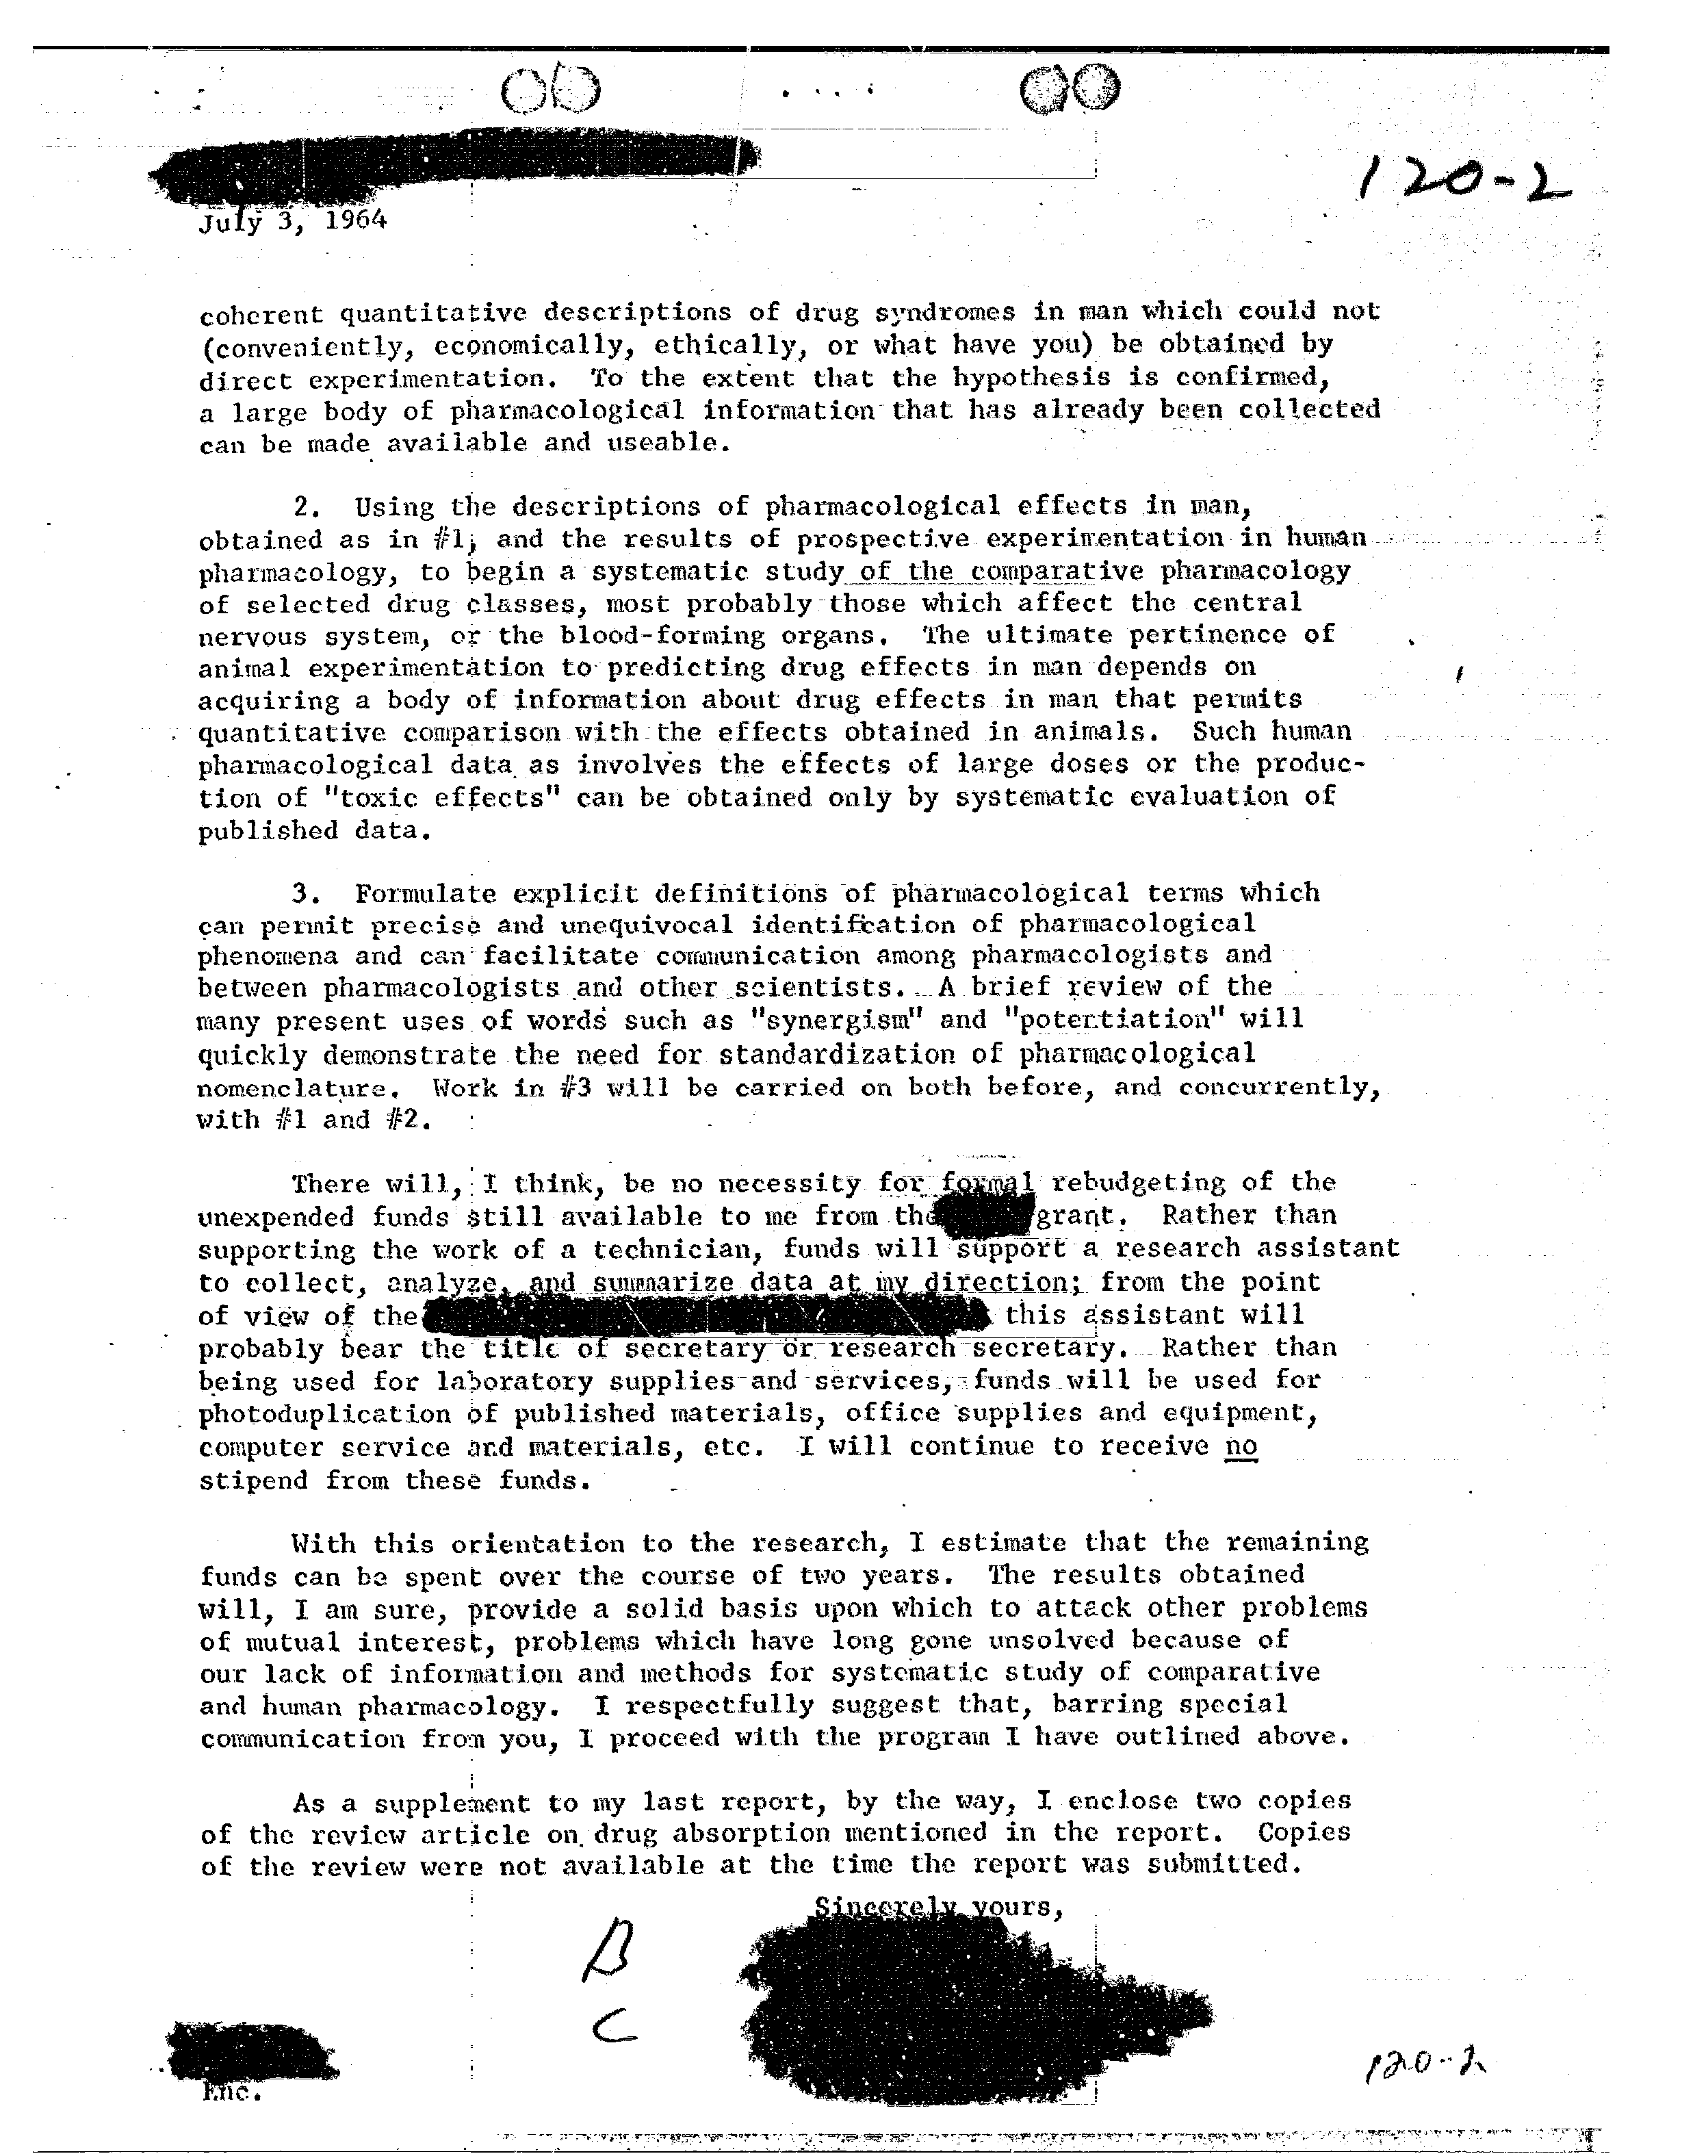 120-2
July 3, 1964
coherent quantitative descriptions of drug syndromes in man which could not
(conveniently, economically, ethically, or what have you) be obtained by
direct experimentation. To the extent that the hypothesis is confirmed,
a large body of pharmacological information that has already been collected
can be made available and useable.
2. Using the descriptions of pharmacological effects in man,
obtained as in #1, and the results of prospective experimentation in human
pharmacology, to begin a systematic study of the comparative pharmacology
of selected drug classes, most probably those which affect the central
nervous system, or the blood-forming organs. The ultimate pertinence of
animal experimentation to predicting drug effects in man depends on
acquiring a body of information about drug effects in man that permits
quantitative comparison with the effects obtained in animals. Such human
pharmacological data as involves the effects of large doses or the produc-
tion of "toxic effects" can be obtained only by systematic evaluation of
published data.
3. Formulate explicit definitions of pharmacological terms which
can permit precise and unequivocal identification of pharmacological
phenomena and can facilitate communication among pharmacologists and
between pharmacologists and other scientists. A brief review of the
many present uses of words such as "synergism" and "potentiation" will
quickly demonstrate the need for standardization of pharmacological
nomenclature. Work in #3 will be carried on both before, and concurrently,
with #1 and #2.
There will, I think, be no necessity for formal rebudgeting of the
unexpended funds still available to me from the grant. Rather than
supporting the work of a technician, funds will support a research assistant
to collect, analyze, and summarize data at my direction; from the point
of view of the this assistant will
probably bear the title of secretary or research secretary. Rather than
being used for laboratory supplies and services, funds will be used for
photoduplication of published materials, office supplies and equipment,
computer service and materials, etc. I will continue to receive no
stipend from these funds.
With this orientation to the research, I estimate that the remaining
funds can be spent over the course of two years. The results obtained
will, I am sure, provide a solid basis upon which to attack other problems
of mutual interest, problems which have long gone unsolved because of
our lack of information and methods for systematic study of comparative
and human pharmacology. I respectfully suggest that, barring special
communication from you, I proceed with the program I have outlined above.
As a supplement to my last report, by the way, I enclose two copies
of the review article on drug absorption mentioned in the report. Copies
of the review were not available at the time the report was submitted.
Sincerely yours,
B
C
120-2
Enc.